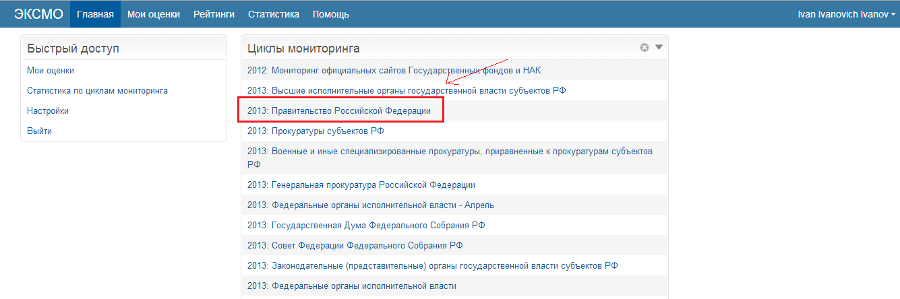 ЭКСМО Главная Мои оценки Рейтинги Статистика Помощь Ivan Ivanovich Ivanov
Быстрый доступ
Мои оценки
Статистика по циклам мониторинга
Настройки
Выйти
Циклы мониторинга
2012: Мониторинг официальных сайтов Государственных фондов и НАК
2013: Высшие исполнительные органы государственной власти субъектов РФ
2013: Правительство Российской Федерации
2013: Прокуратуры субъектов РФ
2013: Военные и иные специализированные прокуратуры, приравненные к прокуратурам субъектов
РФ
2013: Генеральная прокуратура Российской Федерации
2013: Федеральные органы исполнительной власти - Апрель
2013: Государственная Дума Федерального Собрания РФ
2013: Совет Федерации Федерального Собрания РФ
2013: Законодательные (представительные) органы государственной власти субъектов РФ
2013: Федеральные органы исполнительной власти